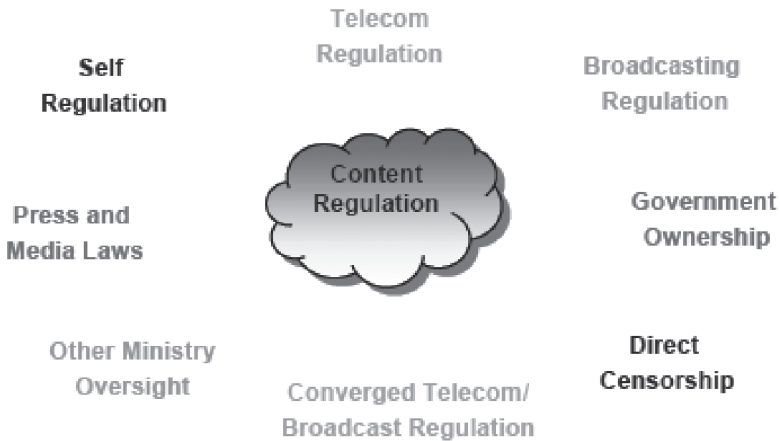 Telecom
Regulation
Self
Regulation
Broadcasting
Regulation
Content
Regulation
Press and
Media Laws
Government
Ownership
Other Ministry
Oversight
Direct
Censorship
Converged Telecom/
Broadcast Regulation